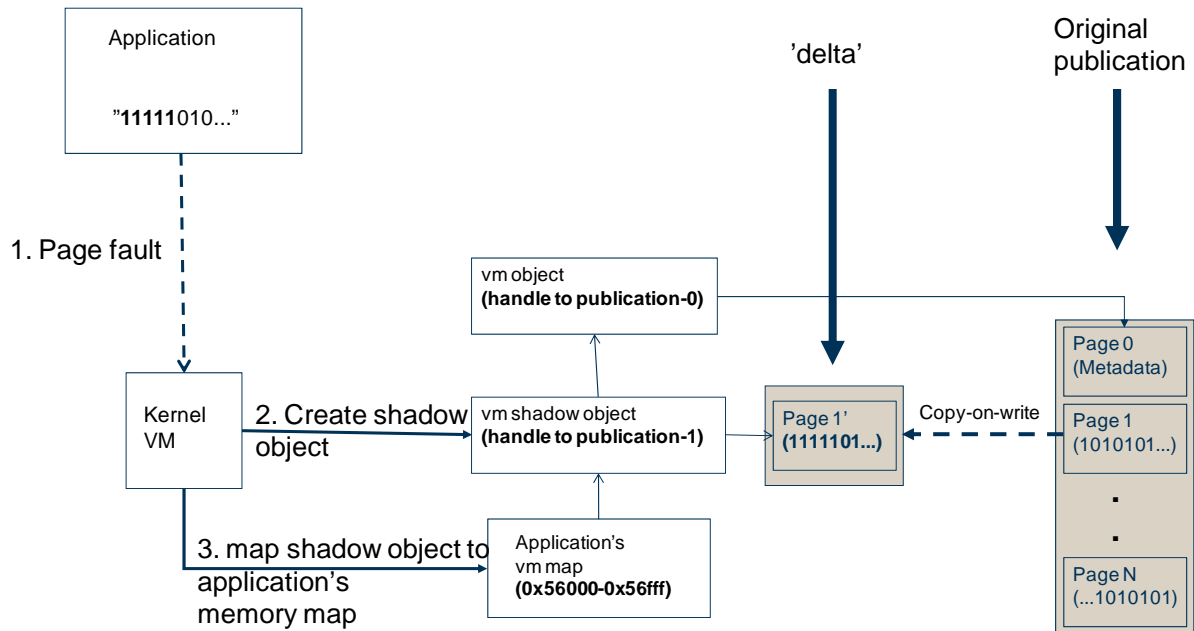 Application
”11111010...”
1. Page fault
Kernel
VM
2. Create shadow
object
3. map shadow object to
application’s
memory map
vm object
(handle to publication-0)
vm shadow object
(handle to publication-1)
Application’s
vm map
(0x56000-0x56fff)
’delta’
Page 1’
(1111101...)
Copy-on-write
Original
publication
Page 0
(Metadata)
Page 1
(1010101...)
.
.
Page N
(...1010101)